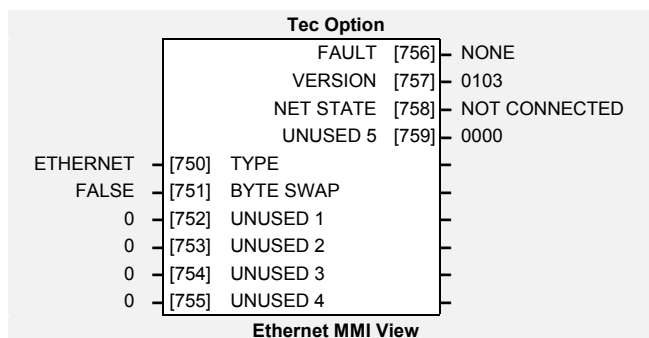 Tec Option
FAULT [756] NONE
VERSION [757] 0103
NET STATE [758] NOT CONNECTED
UNUSED 5 [759] 0000
ETHERNET [750] TYPE
FALSE [751] BYTE SWAP
0 [752] UNUSED 1
0 [753] UNUSED 2
0 [754] UNUSED 3
0 [755] UNUSED 4
Ethernet MMI View